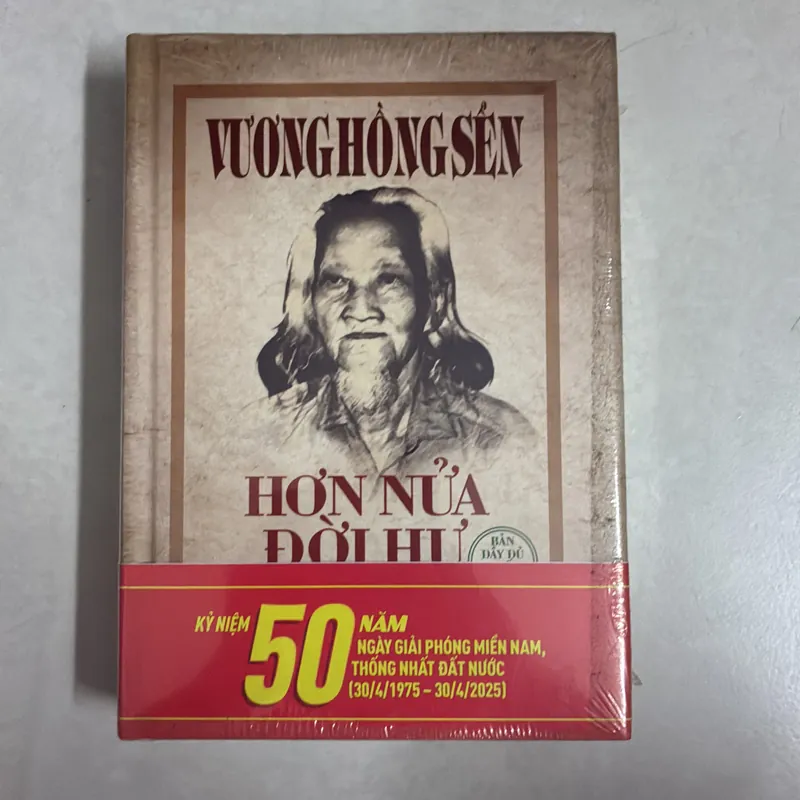 VƯƠNG HỒNG SỂN
HƠN NỬA
ĐỜI HƯ
BẢN
ĐẦY ĐỦ
KỶ NIỆM 50 NĂM
NGÀY GIẢI PHÓNG MIỀN NAM,
THỐNG NHẤT ĐẤT NƯỚC
(30/4/1975 – 30/4/2025)